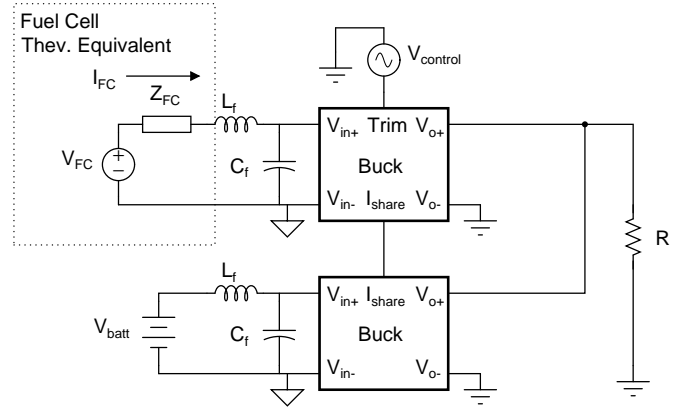 Fuel Cell
Thev. Equivalent
I_FC
Z_FC
L_f
V_control
V_in+ Trim V_o+
V_FC
C_f
Buck
V_in- I_share V_o-
R
L_f
V_in+ I_share V_o+
V_batt
C_f
Buck
V_in- V_o-